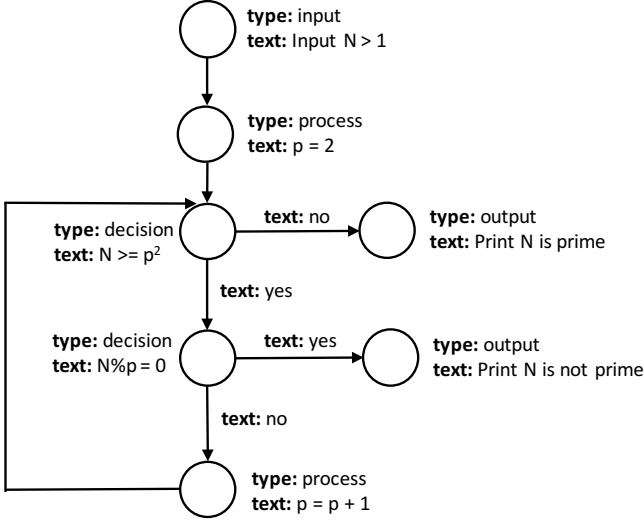 type: input
text: Input N > 1
type: process
text: p = 2
type: decision
text: N >= p²
text: no
type: output
text: Print N is prime
text: yes
type: decision
text: N%p = 0
text: yes
type: output
text: Print N is not prime
text: no
type: process
text: p = p + 1